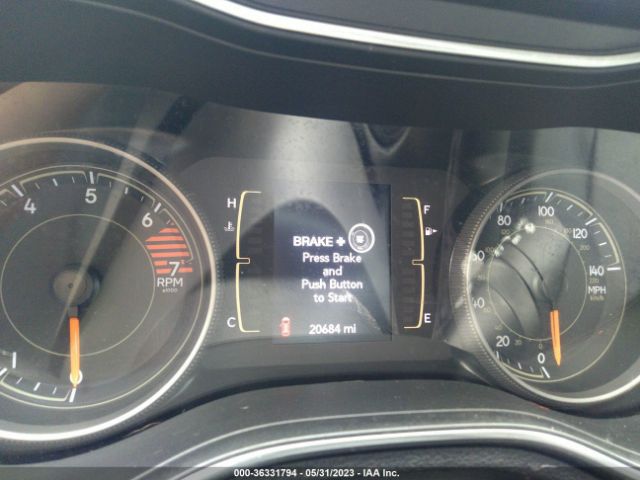 4 5 6 7
RPM
x1000
H
C
BRAKE +
Press Brake
and
Push Button
to Start
20684 mi
F
E
0 20 40 60 80 100 120 140
MPH
km/h
000-36331794 - 05/31/2023 - IAA Inc.